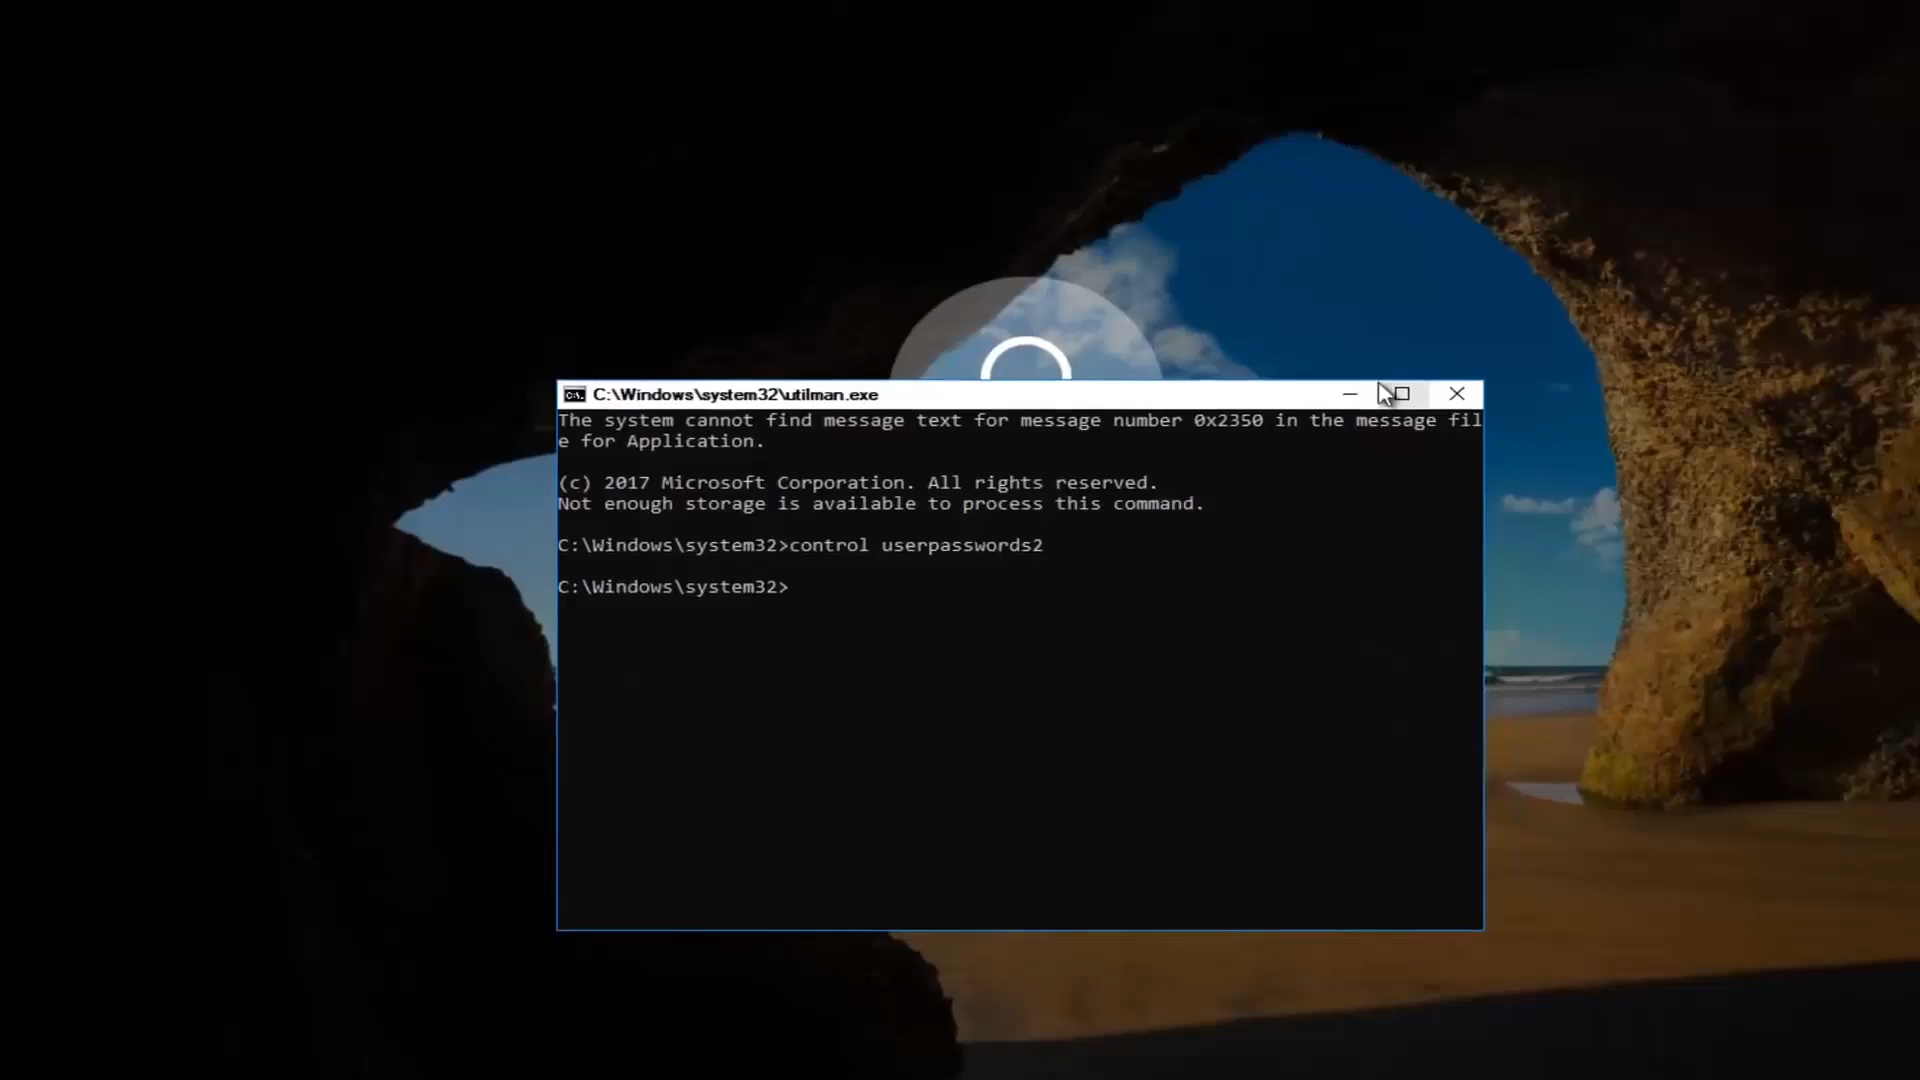 C:\Windows\system32\utilman.exe
The system cannot find message text for message number 0x2350 in the message fil
e for Application.
(c) 2017 Microsoft Corporation. All rights reserved.
Not enough storage is available to process this command.
C:\Windows\system32>control userpasswords2
C:\Windows\system32>